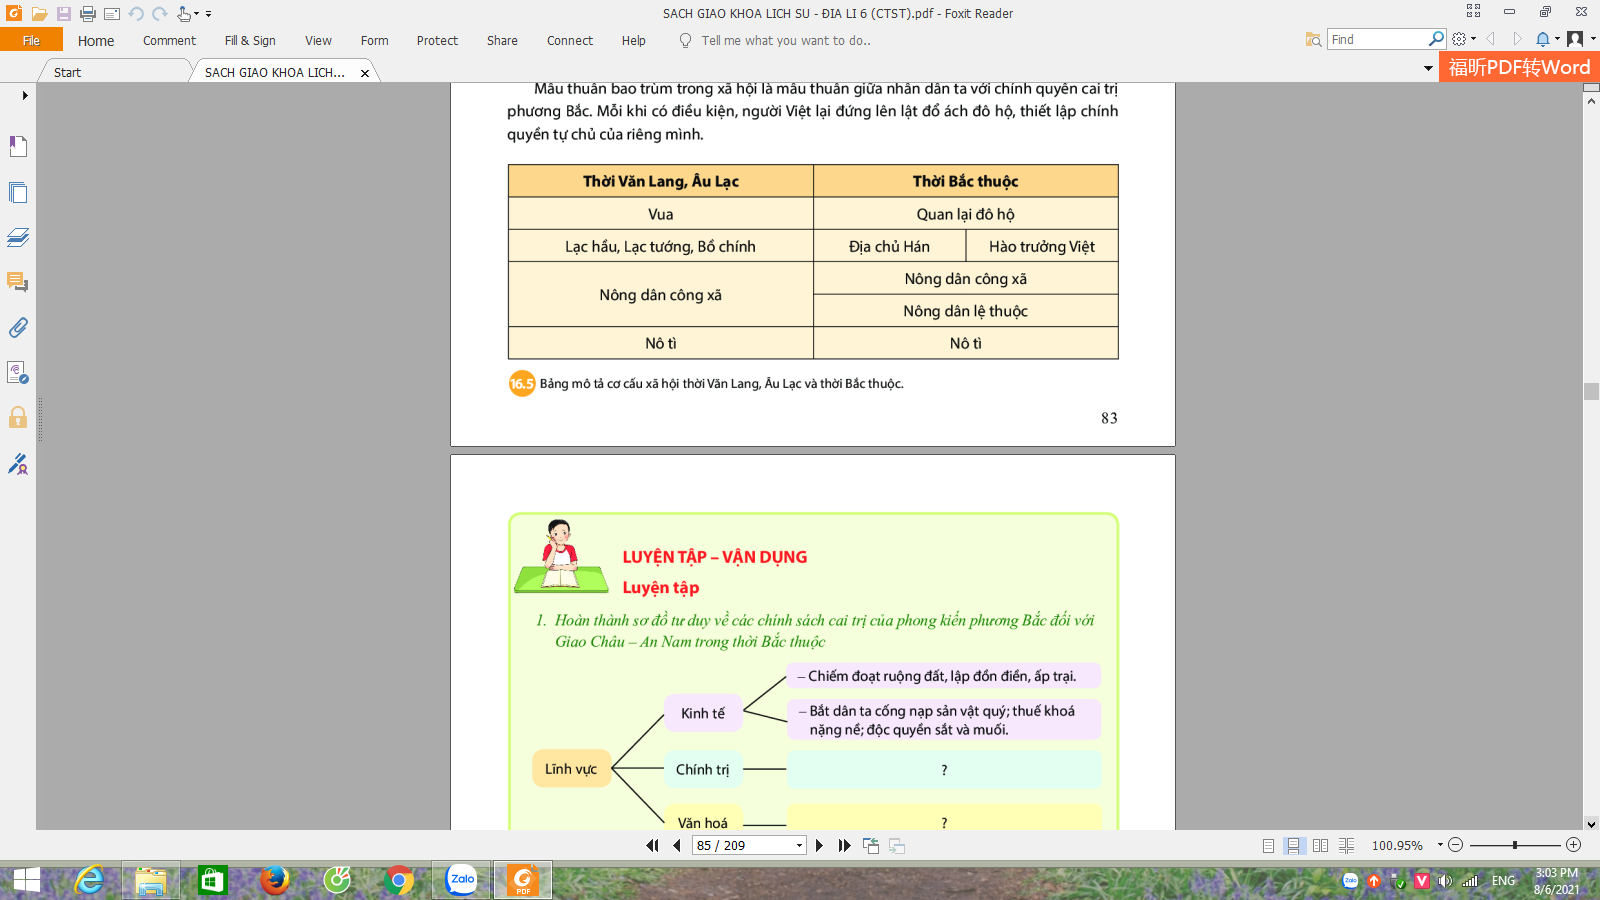 SACH GIAO KHOA LICH SU - ĐIA LI 6 (CTST).pdf - Foxit Reader
File Home Comment Fill & Sign View Form Protect Share Connect Help Tell me what you want to do.. Find
Start SACH GIAO KHOA LICH... 福昕PDF转Word
Mâu thuẫn bao trùm trong xã hội là mâu thuẫn giữa nhân dân ta với chính quyền cai trị
phương Bắc. Mỗi khi có điều kiện, người Việt lại đứng lên lật đổ ách đô hộ, thiết lập chính
quyền tự chủ của riêng mình.
Thời Văn Lang, Âu Lạc Thời Bắc thuộc
Vua Quan lại đô hộ
Lạc hầu, Lạc tướng, Bồ chính Địa chủ Hán Hào trưởng Việt
Nông dân công xã Nông dân công xã
Nông dân lệ thuộc
Nô tì Nô tì
16.5 Bảng mô tả cơ cấu xã hội thời Văn Lang, Âu Lạc và thời Bắc thuộc.
83
LUYỆN TẬP – VẬN DỤNG
Luyện tập
1. Hoàn thành sơ đồ tư duy về các chính sách cai trị của phong kiến phương Bắc đối với
Giao Châu – An Nam trong thời Bắc thuộc
– Chiếm đoạt ruộng đất, lập đồn điền, ấp trại.
Kinh tế
– Bắt dân ta cống nạp sản vật quý; thuế khoá
nặng nề; độc quyền sắt và muối.
Lĩnh vực
Chính trị ?
Văn hoá ?
85 / 209 100.95%
Zalo PDF Zalo ENG 3:03 PM
8/6/2021